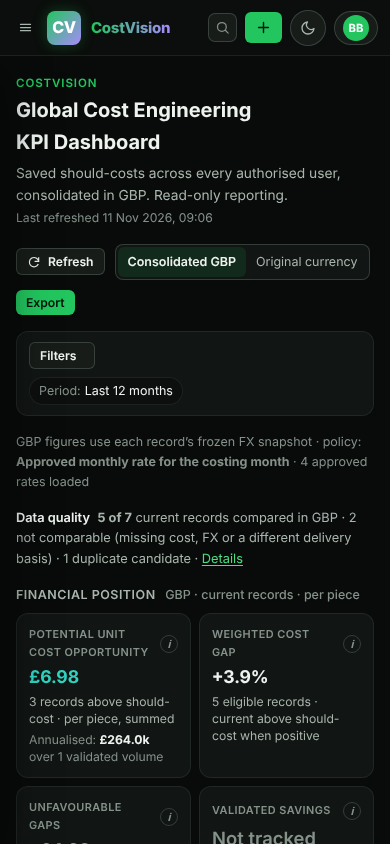 CV CostVision + BB
COSTVISION
Global Cost Engineering
KPI Dashboard
Saved should-costs across every authorised user,
consolidated in GBP. Read-only reporting.
Last refreshed 11 Nov 2026, 09:06
Refresh Consolidated GBP Original currency
Export
Filters
Period: Last 12 months
GBP figures use each record’s frozen FX snapshot · policy:
Approved monthly rate for the costing month · 4 approved
rates loaded
Data quality 5 of 7 current records compared in GBP · 2
not comparable (missing cost, FX or a different delivery
basis) · 1 duplicate candidate · Details
FINANCIAL POSITION GBP · current records · per piece
POTENTIAL UNIT
COST OPPORTUNITY i
£6.98
3 records above should-
cost · per piece, summed
Annualised: £264.0k
over 1 validated volume
WEIGHTED COST
GAP i
+3.9%
5 eligible records ·
current above should-
cost when positive
UNFAVOURABLE
GAPS i
VALIDATED SAVINGS i
Not tracked